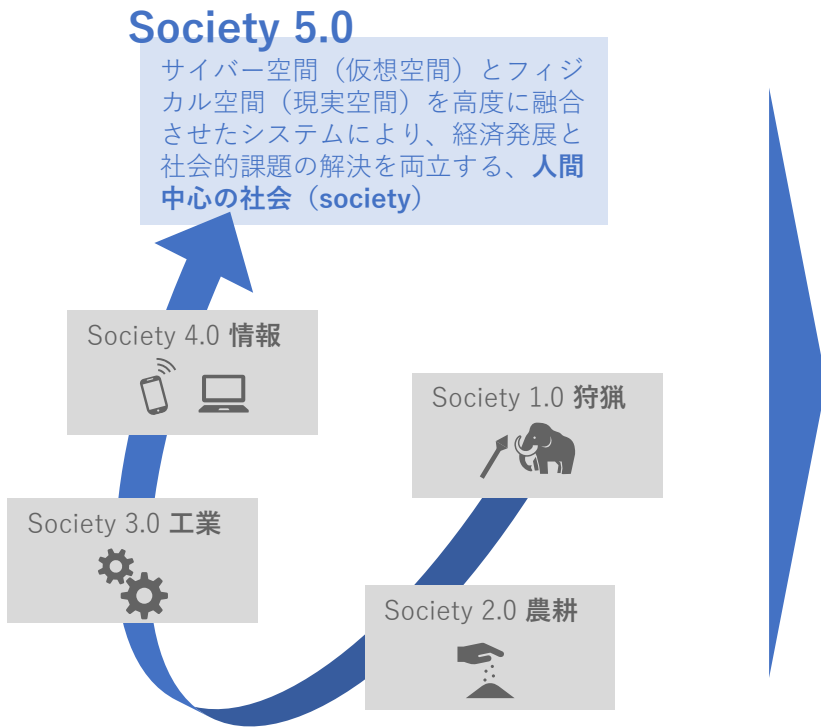 Society 5.0
サイバー空間（仮想空間）とフィジ
カル空間（現実空間）を高度に融合
させたシステムにより、経済発展と
社会的課題の解決を両立する、人間
中心の社会（society）
Society 4.0 情報
Society 1.0 狩猟
Society 3.0 工業
Society 2.0 農耕